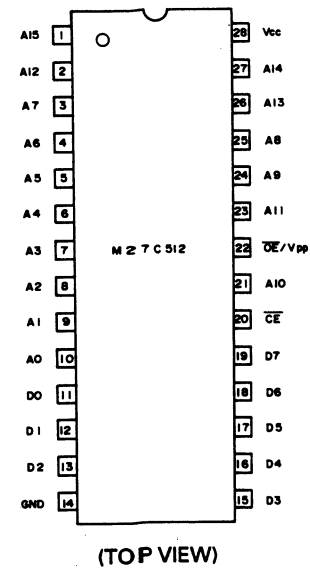 A15 1 28 Vcc
A12 2 27 A14
A7 3 26 A13
A6 4 25 A8
A5 5 24 A9
A4 6 23 A11
A3 7 M27C512 22 OE/Vpp
A2 8 21 A10
A1 9 20 CE
A0 10 19 D7
D0 11 18 D6
D1 12 17 D5
D2 13 16 D4
GND 14 15 D3
(TOP VIEW)